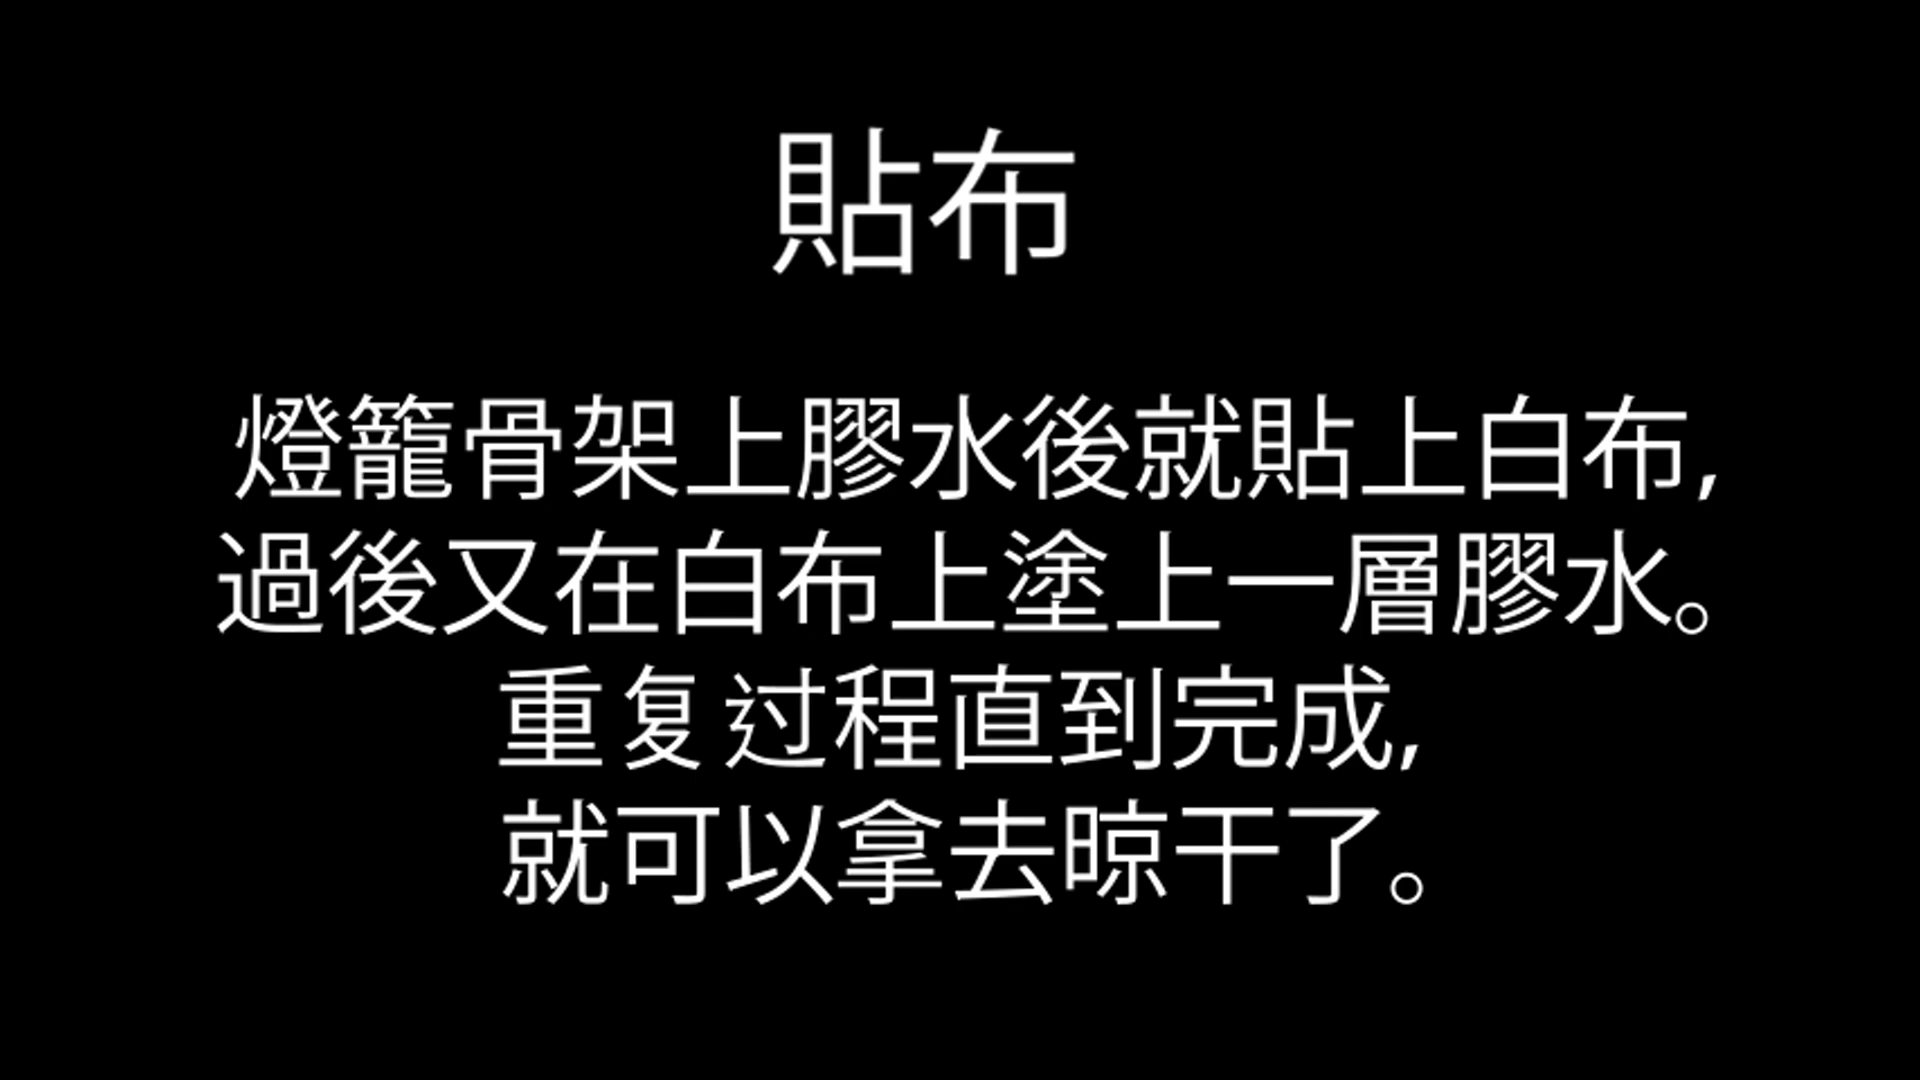 貼布
燈籠骨架上膠水後就貼上白布,
過後又在白布上塗上一層膠水。
重复过程直到完成,
就可以拿去晾干了。